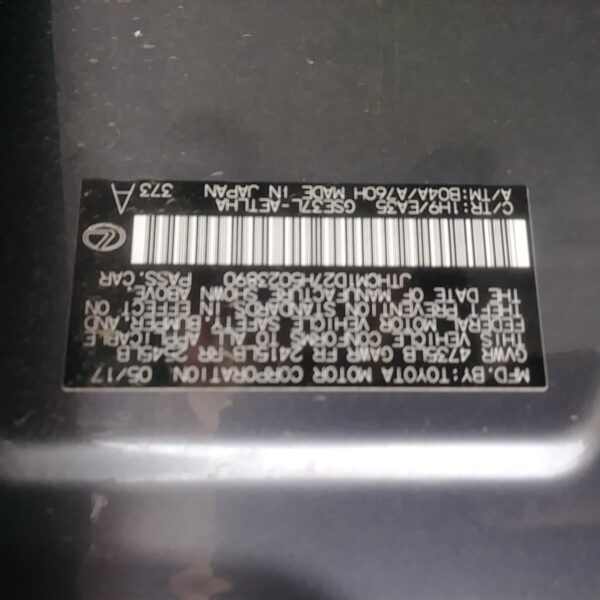 MFD. BY: TOYOTA MOTOR CORPORATION 05/17
GVWR 4735LB GAWR FR 2415LB RR 2545LB
THIS VEHICLE CONFORMS TO ALL APPLICABLE
FEDERAL MOTOR VEHICLE SAFETY, BUMPER, AND
THEFT PREVENTION STANDARDS IN EFFECT ON
THE DATE OF MANUFACTURE SHOWN ABOVE.
JTHCM1D27H5023890 PASS. CAR
C/TR: 1H9/EA35 GSE37L-AETLHA
A/TM: B04A/A760H MADE IN JAPAN A 373